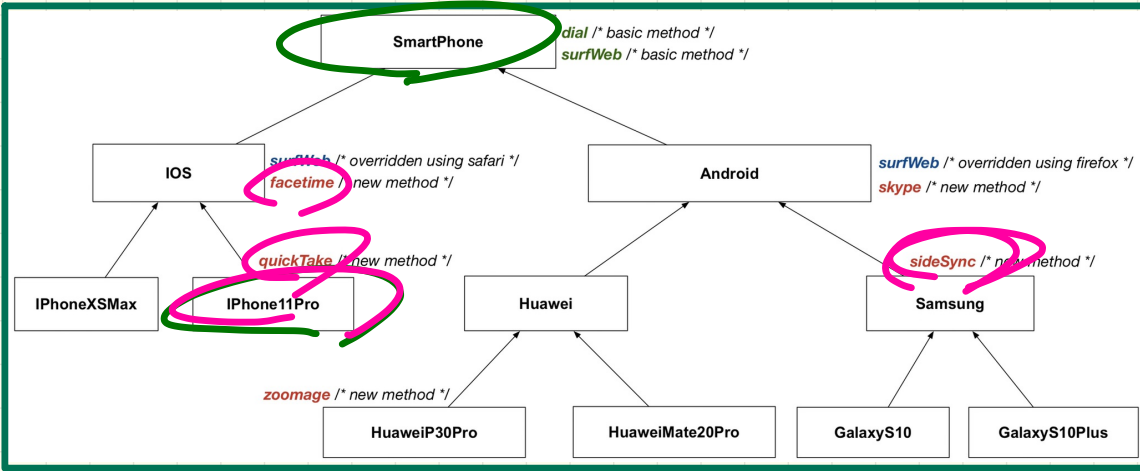 SmartPhone
dial /* basic method */
surfWeb /* basic method */
IOS
surfWeb /* overridden using safari */
facetime /* new method */
Android
surfWeb /* overridden using firefox */
skype /* new method */
quickTake /* new method */
sideSync /* new method */
IPhoneXSMax
IPhone11Pro
Huawei
Samsung
zoomage /* new method */
HuaweiP30Pro
HuaweiMate20Pro
GalaxyS10
GalaxyS10Plus